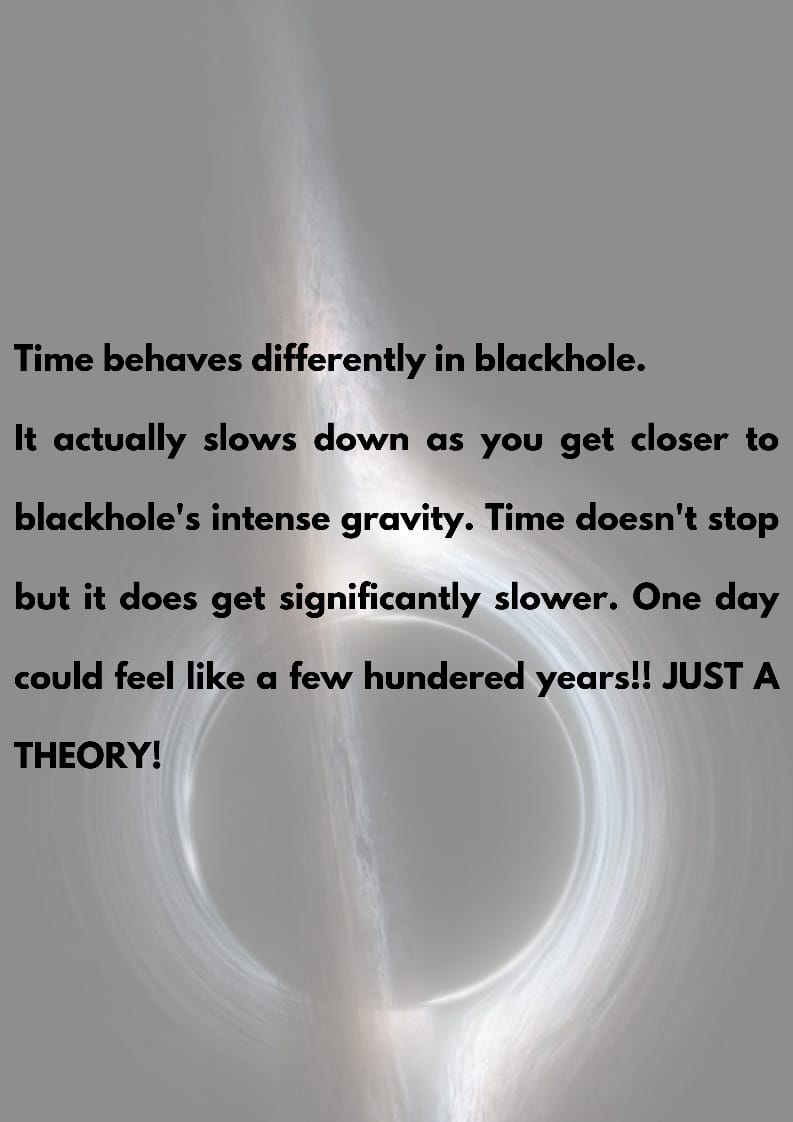 Time behaves differently in blackhole.
It actually slows down as you get closer to
blackhole's intense gravity. Time doesn't stop
but it does get significantly slower. One day
could feel like a few hundered years!! JUST A
THEORY!